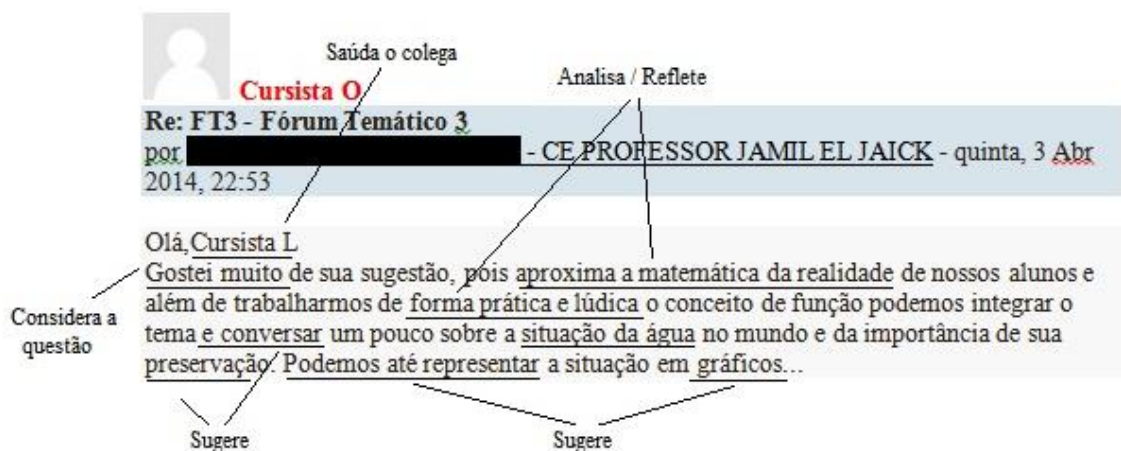 Saúda o colega
Analisa / Reflete
Cursista O
Re: FT3 - Fórum Temático 3
por - CE PROFESSOR JAMIL EL JAICK - quinta, 3 Abr
2014, 22:53
Olá,Cursista L
Gostei muito de sua sugestão, pois aproxima a matemática da realidade de nossos alunos e
além de trabalharmos de forma prática e lúdica o conceito de função podemos integrar o
tema e conversar um pouco sobre a situação da água no mundo e da importância de sua
preservação. Podemos até representar a situação em gráficos...
Considera a
questão
Sugere
Sugere